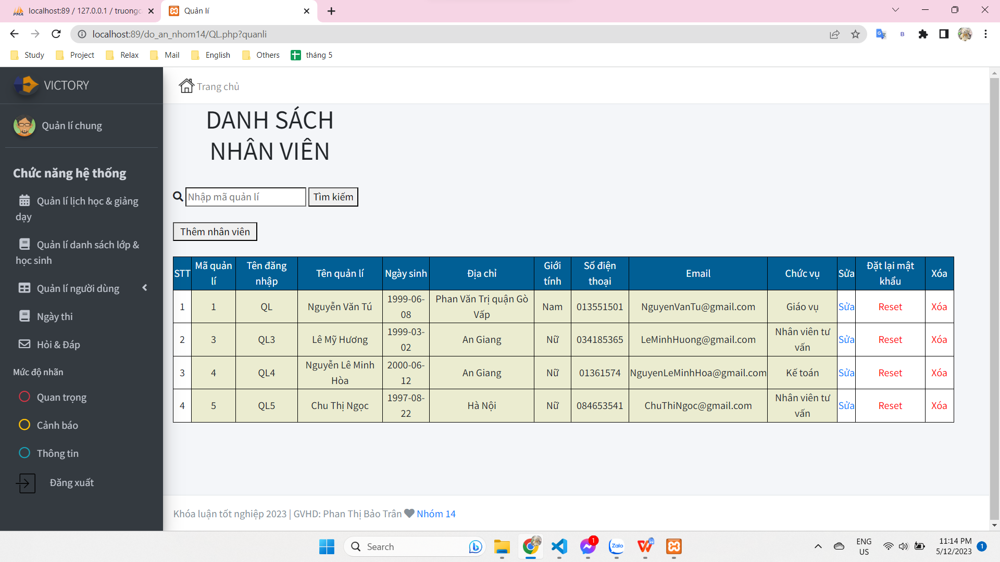 localhost:89 / 127.0.0.1 / truongc
Quản lí
localhost:89/do_an_nhom14/QL.php?quanli
Study
Project
Relax
Mail
English
Others
tháng 5
VICTORY
Trang chủ
Quản lí chung
Chức năng hệ thống
Quản lí lịch học & giảng
dạy
Quản lí danh sách lớp &
học sinh
Quản lí người dùng
Ngày thi
Hỏi & Đáp
Mức độ nhãn
Quan trọng
Cảnh báo
Thông tin
Đăng xuất
DANH SÁCH
NHÂN VIÊN
Nhập mã quản lí
Tìm kiếm
Thêm nhân viên
STT Mã quản lí Tên đăng nhập Tên quản lí Ngày sinh Địa chỉ Giới tính Số điện thoại Email Chức vụ Sửa Đặt lại mật khẩu Xóa
1 1 QL Nguyễn Văn Tú 1999-06-08 Phan Văn Trị quận Gò Vấp Nam 013551501 NguyenVanTu@gmail.com Giáo vụ Sửa Reset Xóa
2 3 QL3 Lê Mỹ Hương 1999-03-02 An Giang Nữ 034185365 LeMinhHuong@gmail.com Nhân viên tư vấn Sửa Reset Xóa
3 4 QL4 Nguyễn Lê Minh Hòa 2000-06-12 An Giang Nữ 01361574 NguyenLeMinhHoa@gmail.com Kế toán Sửa Reset Xóa
4 5 QL5 Chu Thị Ngọc 1997-08-22 Hà Nội Nữ 084653541 ChuThiNgoc@gmail.com Nhân viên tư vấn Sửa Reset Xóa
Khóa luận tốt nghiệp 2023 | GVHD: Phan Thị Bảo Trân Nhóm 14
Search
1
Zalo
ENG
US
11:14 PM
5/12/2023
1